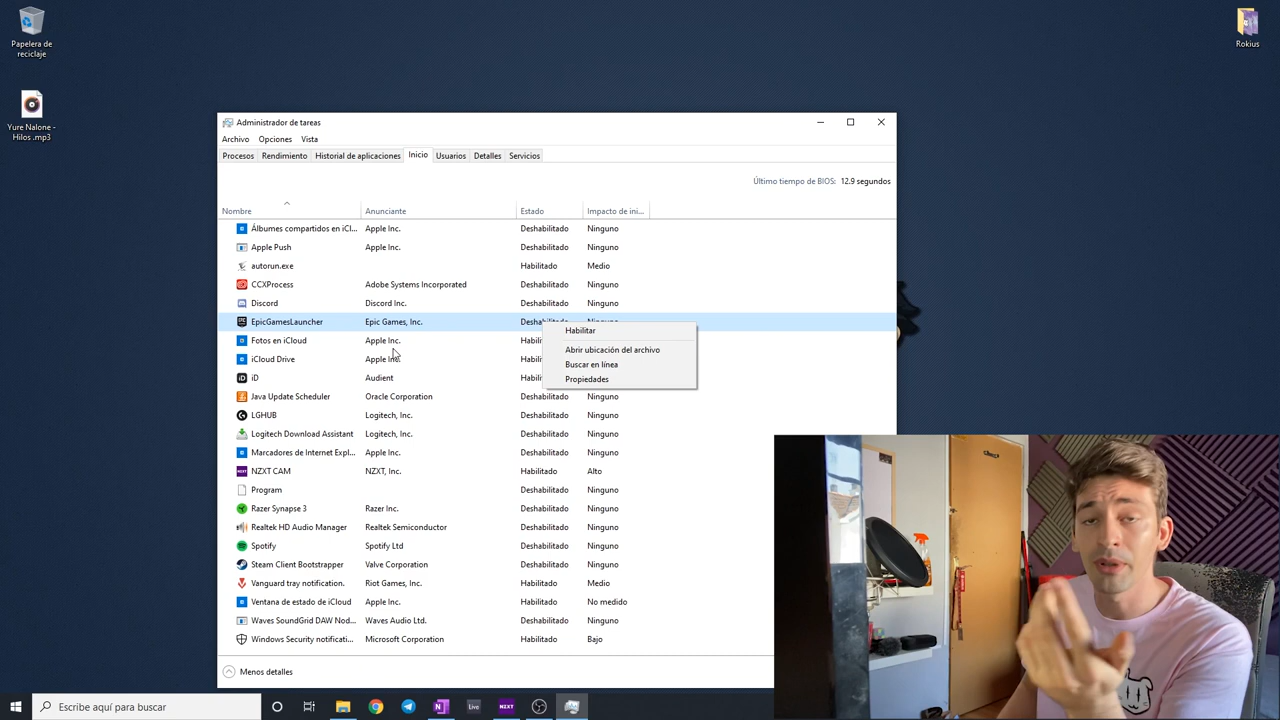 Papelera de
reciclaje
Yure Nalone -
Hilos .mp3
Rokius
Administrador de tareas
Archivo Opciones Vista
Procesos Rendimiento Historial de aplicaciones Inicio Usuarios Detalles Servicios
Último tiempo de BIOS: 12.9 segundos
Nombre Anunciante Estado Impacto de ini...
Álbumes compartidos en iCl... Apple Inc. Deshabilitado Ninguno
Apple Push Apple Inc. Deshabilitado Ninguno
autorun.exe Habilitado Medio
CCXProcess Adobe Systems Incorporated Deshabilitado Ninguno
Discord Discord Inc. Deshabilitado Ninguno
EpicGamesLauncher Epic Games, Inc. Deshabilitado Ninguno
Habilitar
Fotos en iCloud Apple Inc. Habili
Abrir ubicación del archivo
iCloud Drive Apple Inc. Habili
Buscar en línea
iD Audient Habili
Propiedades
Java Update Scheduler Oracle Corporation Deshabilitado Ninguno
LGHUB Logitech, Inc. Deshabilitado Ninguno
Logitech Download Assistant Logitech, Inc. Deshabilitado Ninguno
Marcadores de Internet Expl... Apple Inc. Deshabilitado Ninguno
NZXT CAM NZXT, Inc. Habilitado Alto
Program Deshabilitado Ninguno
Razer Synapse 3 Razer Inc. Deshabilitado Ninguno
Realtek HD Audio Manager Realtek Semiconductor Deshabilitado Ninguno
Spotify Spotify Ltd Deshabilitado Ninguno
Steam Client Bootstrapper Valve Corporation Deshabilitado Ninguno
Vanguard tray notification. Riot Games, Inc. Habilitado Medio
Ventana de estado de iCloud Apple Inc. Habilitado No medido
Waves SoundGrid DAW Nod... Waves Audio Ltd. Deshabilitado Ninguno
Windows Security notificati... Microsoft Corporation Habilitado Bajo
Menos detalles
Escribe aquí para buscar
Live
NZXT